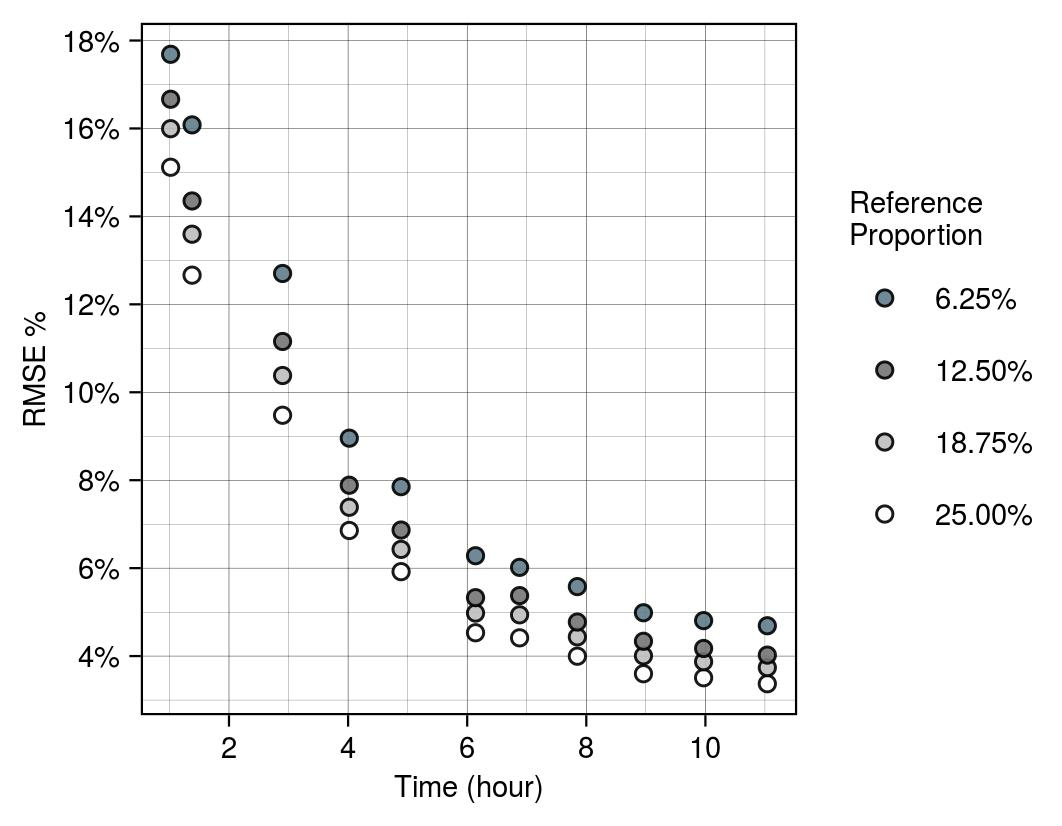 18%
16%
14%
12%
10%
8%
6%
4%
RMSE %
2 4 6 8 10
Time (hour)
Reference
Proportion
6.25%
12.50%
18.75%
25.00%